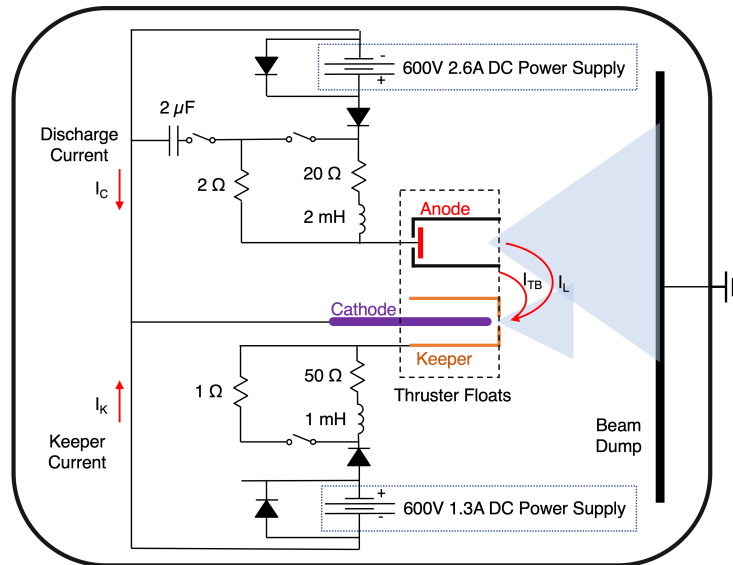 -
600V 2.6A DC Power Supply
+
2 µF
Discharge
Current
I_C
2 Ω
20 Ω
2 mH
Anode
I_TB
I_L
Cathode
Keeper
Thruster Floats
1 Ω
50 Ω
1 mH
I_K
Keeper
Current
Beam
Dump
+
600V 1.3A DC Power Supply
-